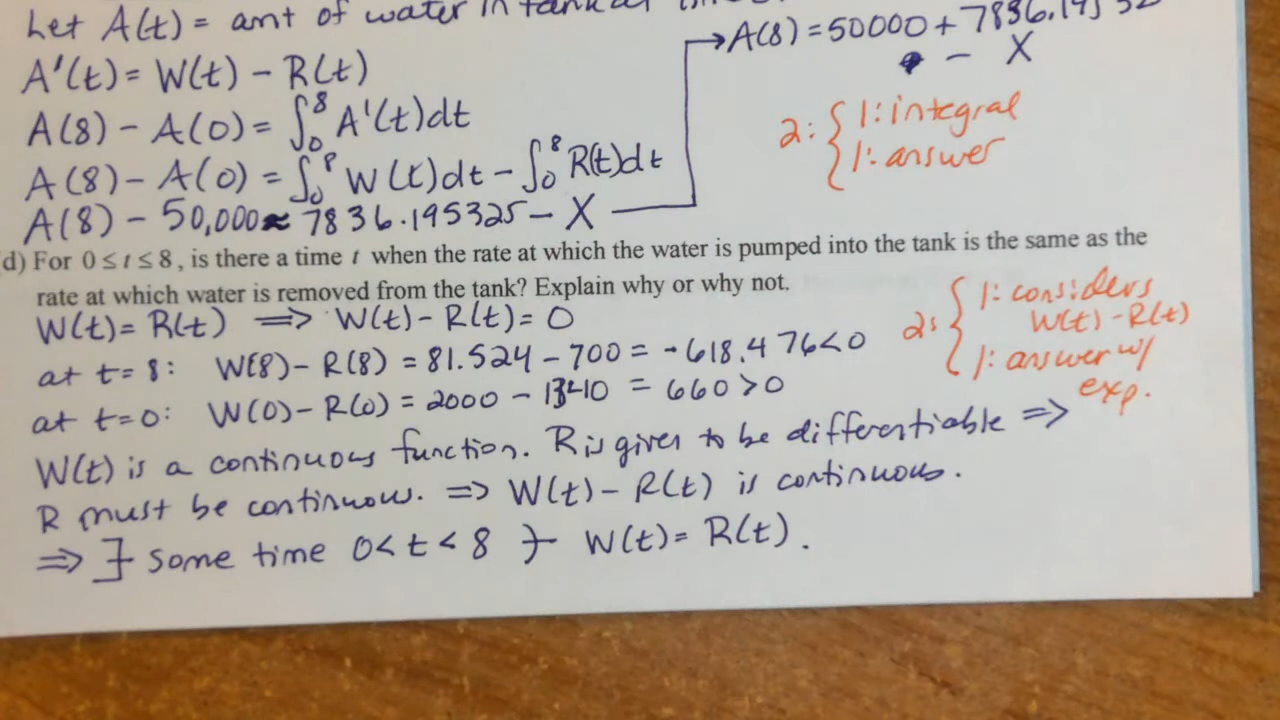 Let A(t) = amt of water in tank at
A'(t) = W(t) - R(t)
A(8) - A(0) = ∫₀⁸ A'(t)dt
A(8) - A(0) = ∫₀⁸ W(t)dt - ∫₀⁸ R(t)dt
A(8) - 50,000 ≈ 7836.195325 - X
→ A(8) = 50000 + 7836.1953
- X
2: { 1: integral
1: answer
d) For 0 ≤ t ≤ 8, is there a time t when the rate at which the water is pumped into the tank is the same as the
rate at which water is removed from the tank? Explain why or why not.
W(t) = R(t) ⟹ W(t) - R(t) = 0
at t = 8: W(8) - R(8) = 81.524 - 700 = -618.476 < 0
at t = 0: W(0) - R(0) = 2000 - 1340 = 660 > 0
2: { 1: considers
W(t) - R(t)
1: answer w/
exp.
W(t) is a continuous function. R is given to be differentiable ⟹
R must be continuous. ⟹ W(t) - R(t) is continuous.
⟹ ∃ some time 0 < t < 8 ∋ W(t) = R(t).